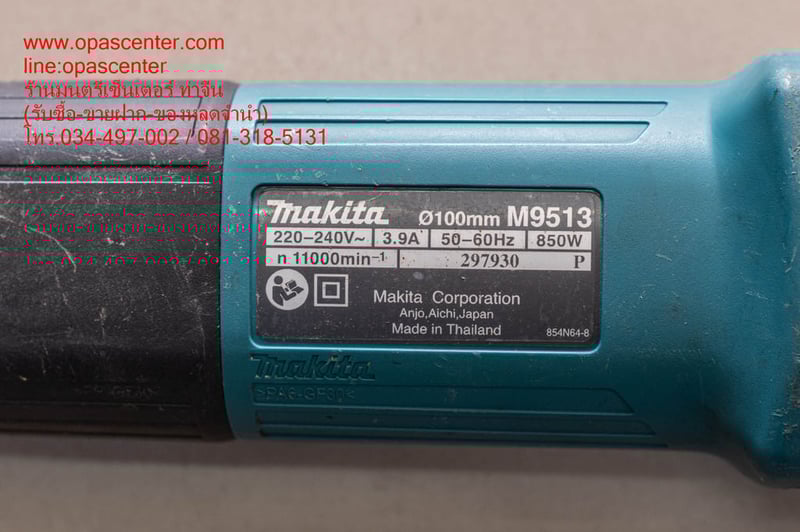 www.opascenter.com
line:opascenter
ร้านมนตรีเซ็นเตอร์ ท่าจีน
(รับซื้อ-ขายฝาก-ของหลุดจำนำ)
โทร.034-497-002 / 081-318-5131
makita Ø100mm M9513
220–240V~ 3.9A 50–60Hz 850W
n 11000min⁻¹ 297930 P
Makita Corporation
Anjo,Aichi,Japan
Made in Thailand 854N64-8
makita
>PA6-GF30<